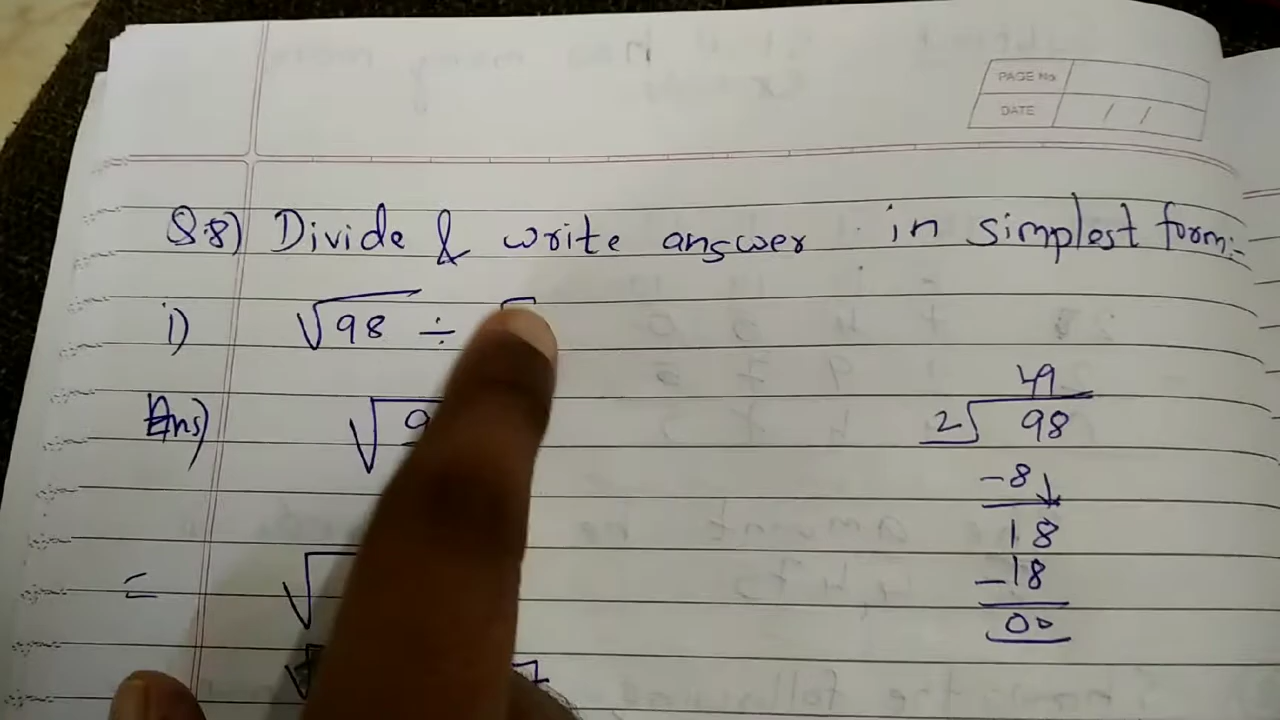 PAGE No
DATE / /
Q.8) Divide & write answer in simplest form:-
i) √98 ÷ √
49
Ans) √9
2 98
-8
18
= √
-18
00
7